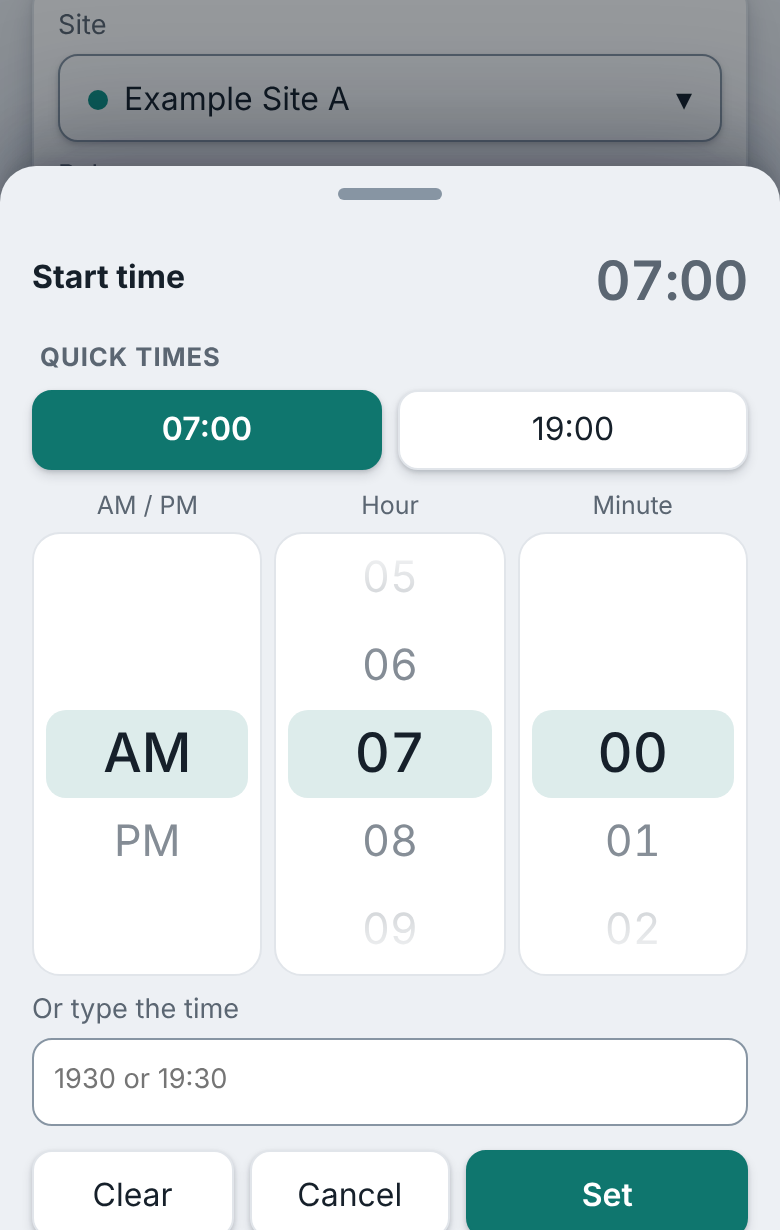 Site
Example Site A
Start time
07:00
QUICK TIMES
07:00
19:00
AM / PM
Hour
Minute
05
06
AM
07
00
PM
08
01
09
02
Or type the time
1930 or 19:30
Clear
Cancel
Set